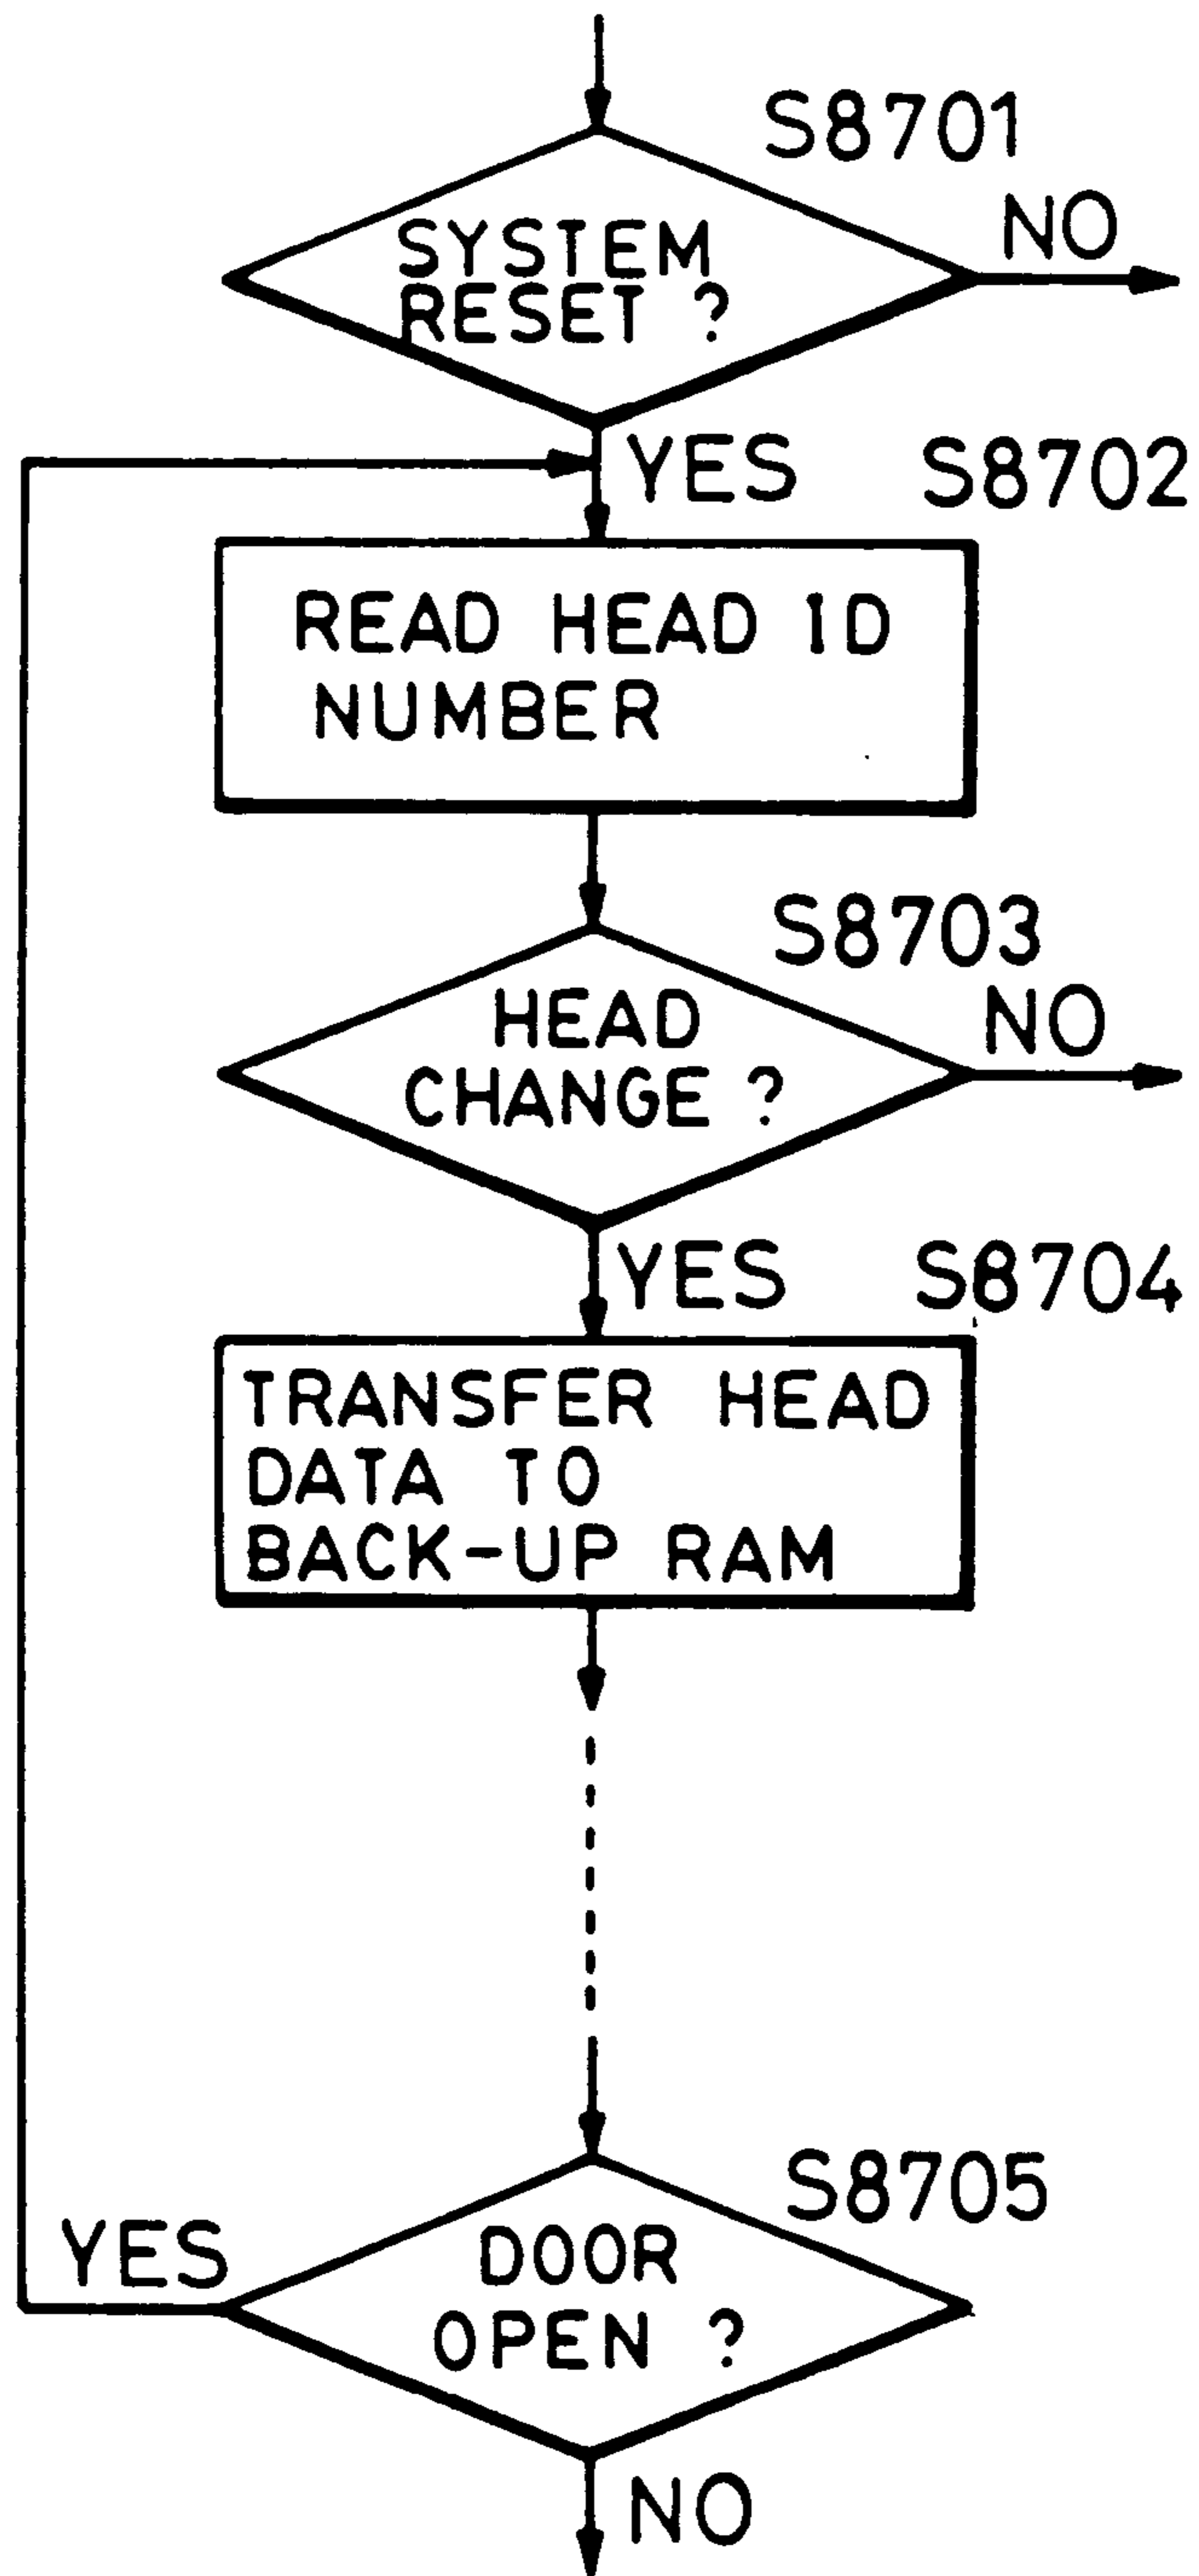 S8701
SYSTEM
RESET ?
NO
YES
S8702
READ HEAD ID
NUMBER
S8703
HEAD
CHANGE ?
NO
YES
S8704
TRANSFER HEAD
DATA TO
BACK-UP RAM
S8705
YES
DOOR
OPEN ?
NO